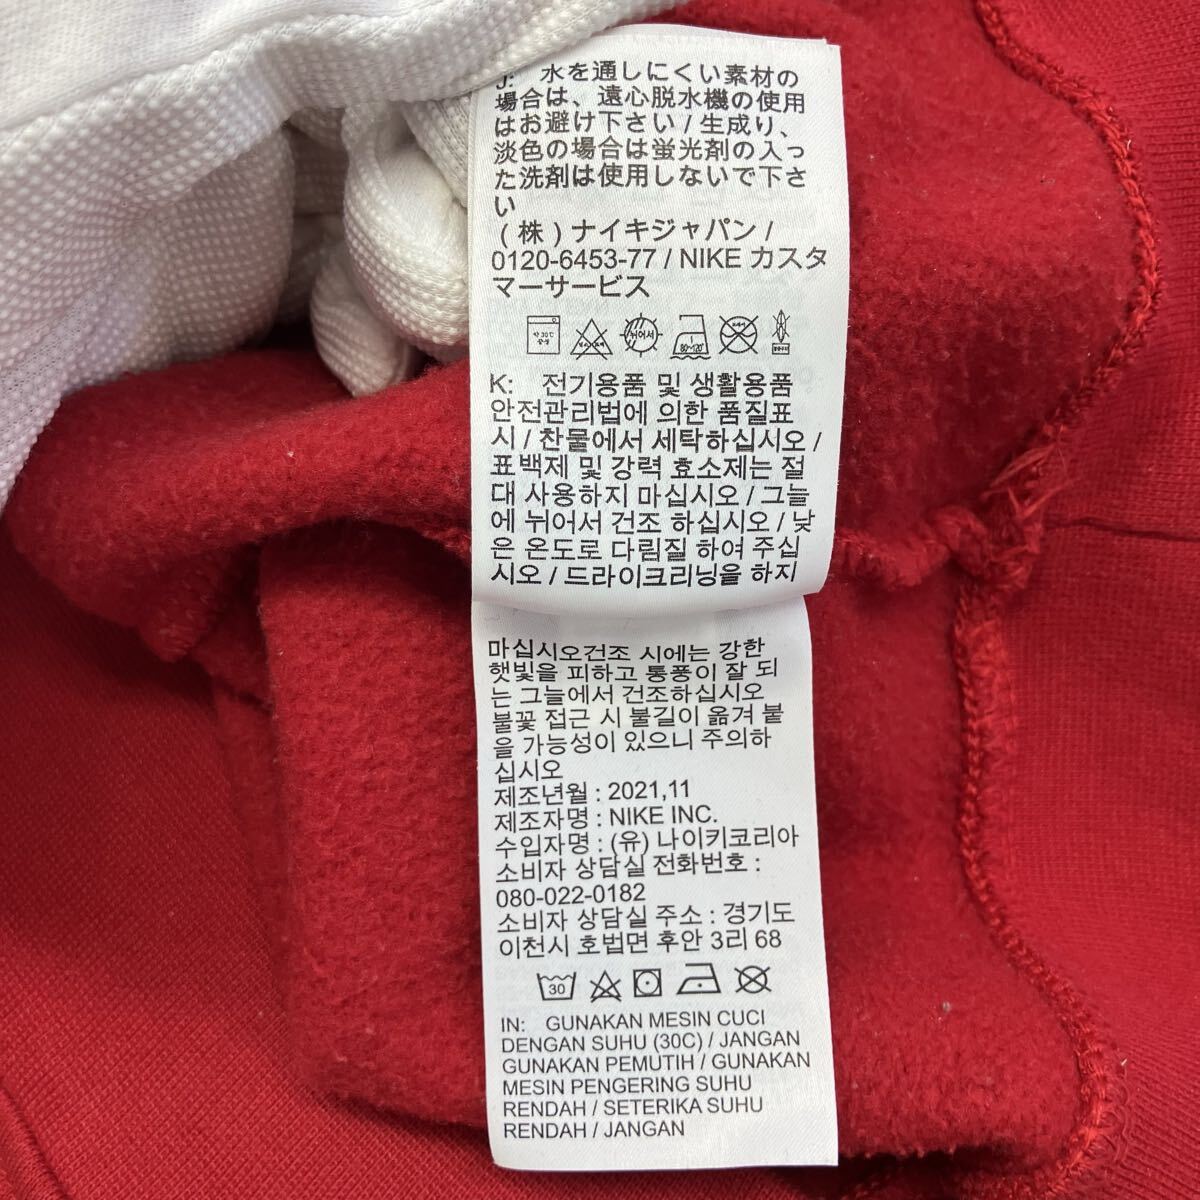 J: 水を通しにくい素材の
場合は、遠心脱水機の使用
はお避け下さい / 生成り、
淡色の場合は蛍光剤の入っ
た洗剤は使用しないで下さ
い
(株) ナイキジャパン /
0120-6453-77 / NIKE カスタ
マーサービス
약 30℃ 뉘어서 80~120℃
K: 전기용품 및 생활용품
안전관리법에 의한 품질표
시 / 찬물에서 세탁하십시오 /
표백제 및 강력 효소제는 절
대 사용하지 마십시오 / 그늘
에 뉘어서 건조 하십시오 / 낮
은 온도로 다림질 하여 주십
시오 / 드라이크리닝을 하지
마십시오건조 시에는 강한
햇빛을 피하고 통풍이 잘 되
는 그늘에서 건조하십시오
불꽃 접근 시 불길이 옮겨 붙
을 가능성이 있으니 주의하
십시오
제조년월 : 2021,11
제조자명 : NIKE INC.
수입자명 : (유) 나이키코리아
소비자 상담실 전화번호 :
080-022-0182
소비자 상담실 주소 : 경기도
이천시 호법면 후안 3리 68
30
IN: GUNAKAN MESIN CUCI
DENGAN SUHU (30C) / JANGAN
GUNAKAN PEMUTIH / GUNAKAN
MESIN PENGERING SUHU
RENDAH / SETERIKA SUHU
RENDAH / JANGAN